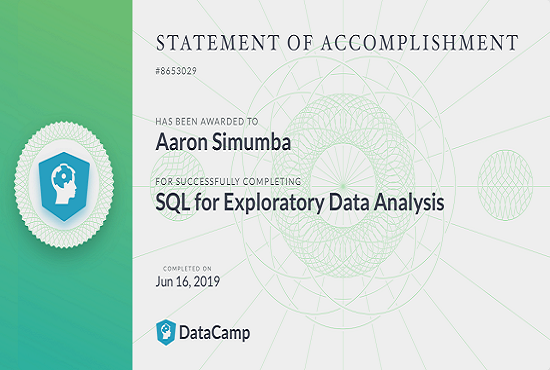 STATEMENT OF ACCOMPLISHMENT
#8653029
HAS BEEN AWARDED TO
Aaron Simumba
FOR SUCCESSFULLY COMPLETING
SQL for Exploratory Data Analysis
COMPLETED ON
Jun 16, 2019
DataCamp